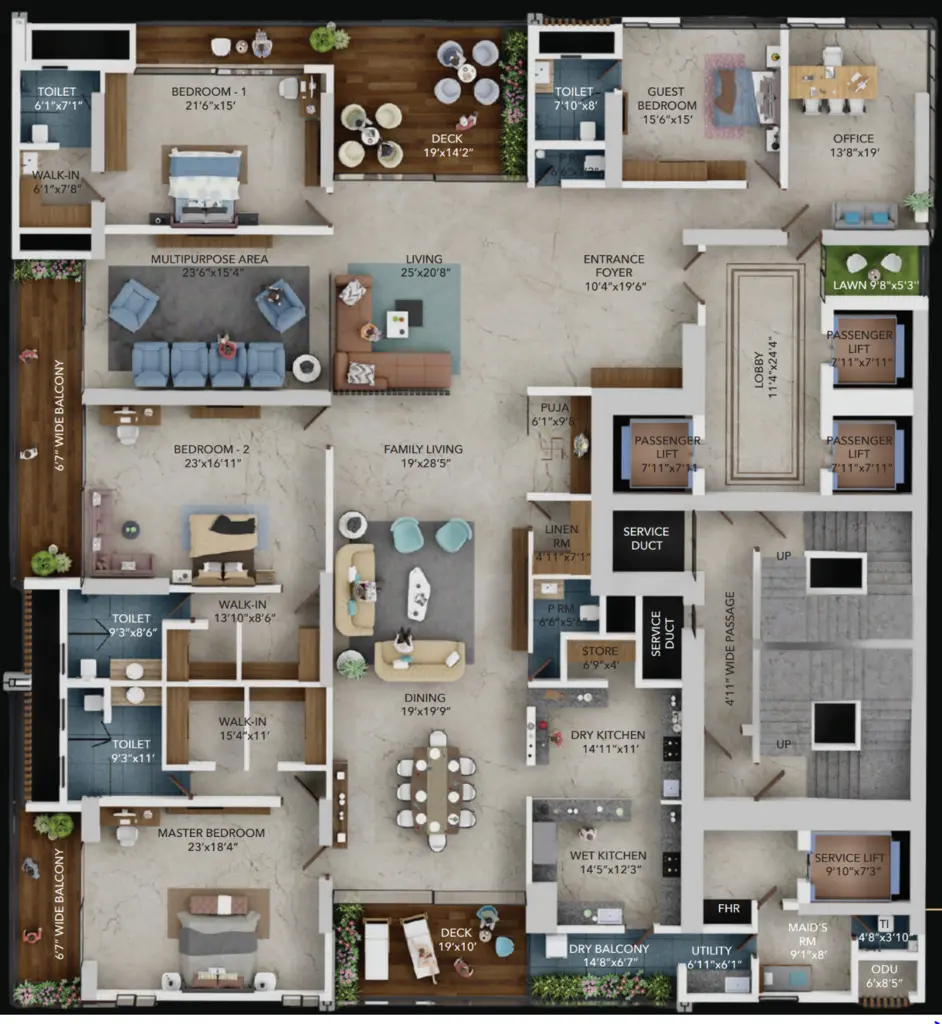 TOILET
6'1"x7'1"
BEDROOM - 1
21'6"x15'
DECK
19'x14'2"
TOILET
7'10"x8'
GUEST
BEDROOM
15'6"x15'
OFFICE
13'8"x19'
WALK-IN
6'1"x7'8"
MULTIPURPOSE AREA
23'6"x15'4"
LIVING
25'x20'8"
ENTRANCE
FOYER
10'4"x19'6"
LAWN 9'8"x5'3"
6'7" WIDE BALCONY
LOBBY
11'4"x24'4"
PASSENGER
LIFT
7'11"x7'11"
PUJA
6'1"x9'8
BEDROOM - 2
23'x16'11"
FAMILY LIVING
19'x28'5"
PASSENGER
LIFT
7'11"x7'11
PASSENGER
LIFT
7'11"x7'11"
LINEN
RM
4'11"x7'1"
SERVICE
DUCT
UP
TOILET
9'3"x8'6"
WALK-IN
13'10"x8'6"
P RM
STORE
6'9"x4'
SERVICE
DUCT
4'11" WIDE PASSAGE
TOILET
9'3"x11'
WALK-IN
15'4"x11'
DINING
19'x19'9"
DRY KITCHEN
14'11"x11'
UP
MASTER BEDROOM
23'x18'4"
WET KITCHEN
14'5"x12'3"
SERVICE LIFT
9'10"x7'3"
6'7" WIDE BALCONY
DECK
19'x10'
DRY BALCONY
14'8"x6'7"
UTILITY
6'11"x6'1"
FHR
MAID'S
RM
9'1"x8'
TI
4'8"x3'10"
ODU
6'x8'5"